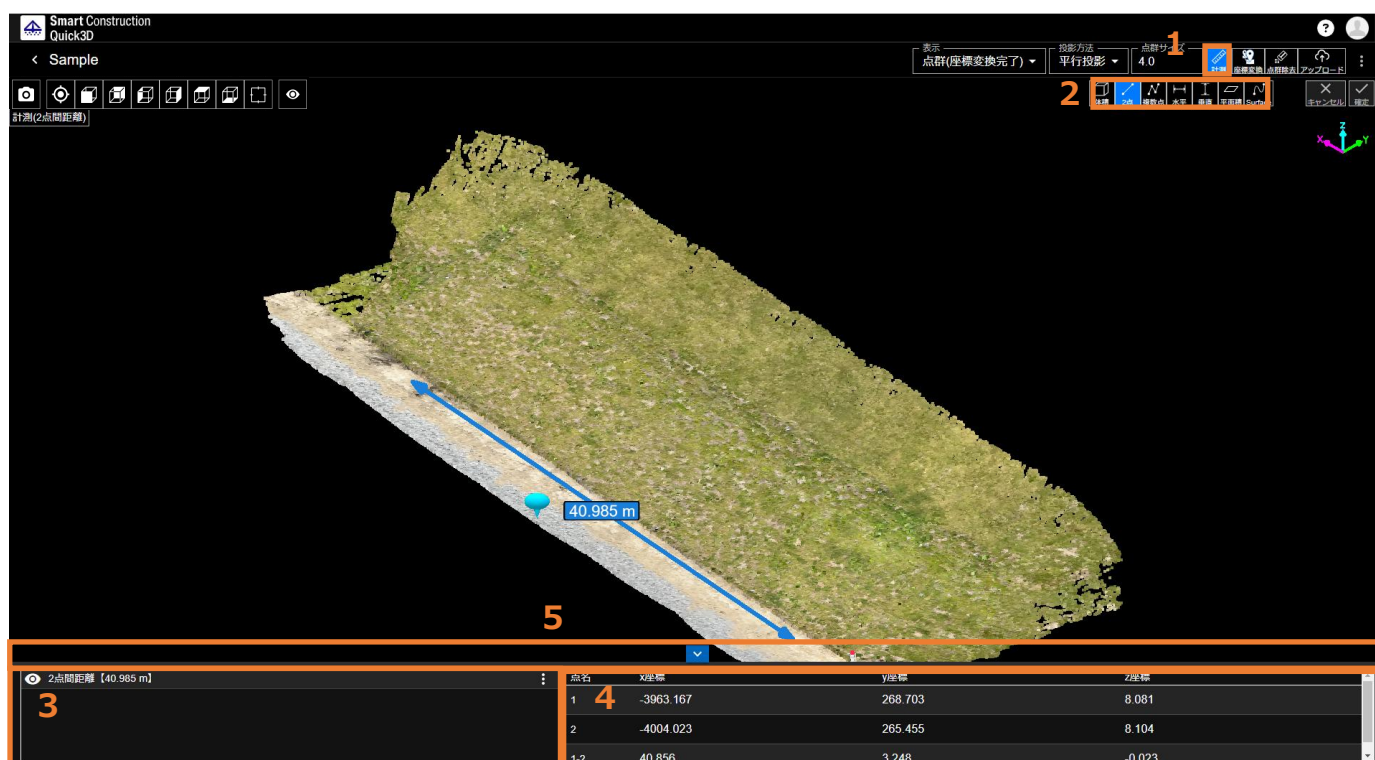 Smart Construction
Quick3D
?
Sample
表示
点群(座標変換完了)
投影方法
平行投影
点群サイズ
4.0
1
計測
座標変換
点群除去
アップロード
2
体積
2点
複数点
水平
垂直
平面積
Surface
キャンセル
確定
計測(2点間距離)
Z
X
Y
40.985 m
5
2点間距離【40.985 m】
3
4
点名 x座標 y座標 z座標
1 -3963.167 268.703 8.081
2 -4004.023 265.455 8.104
1-2 40.856 3.248 -0.023